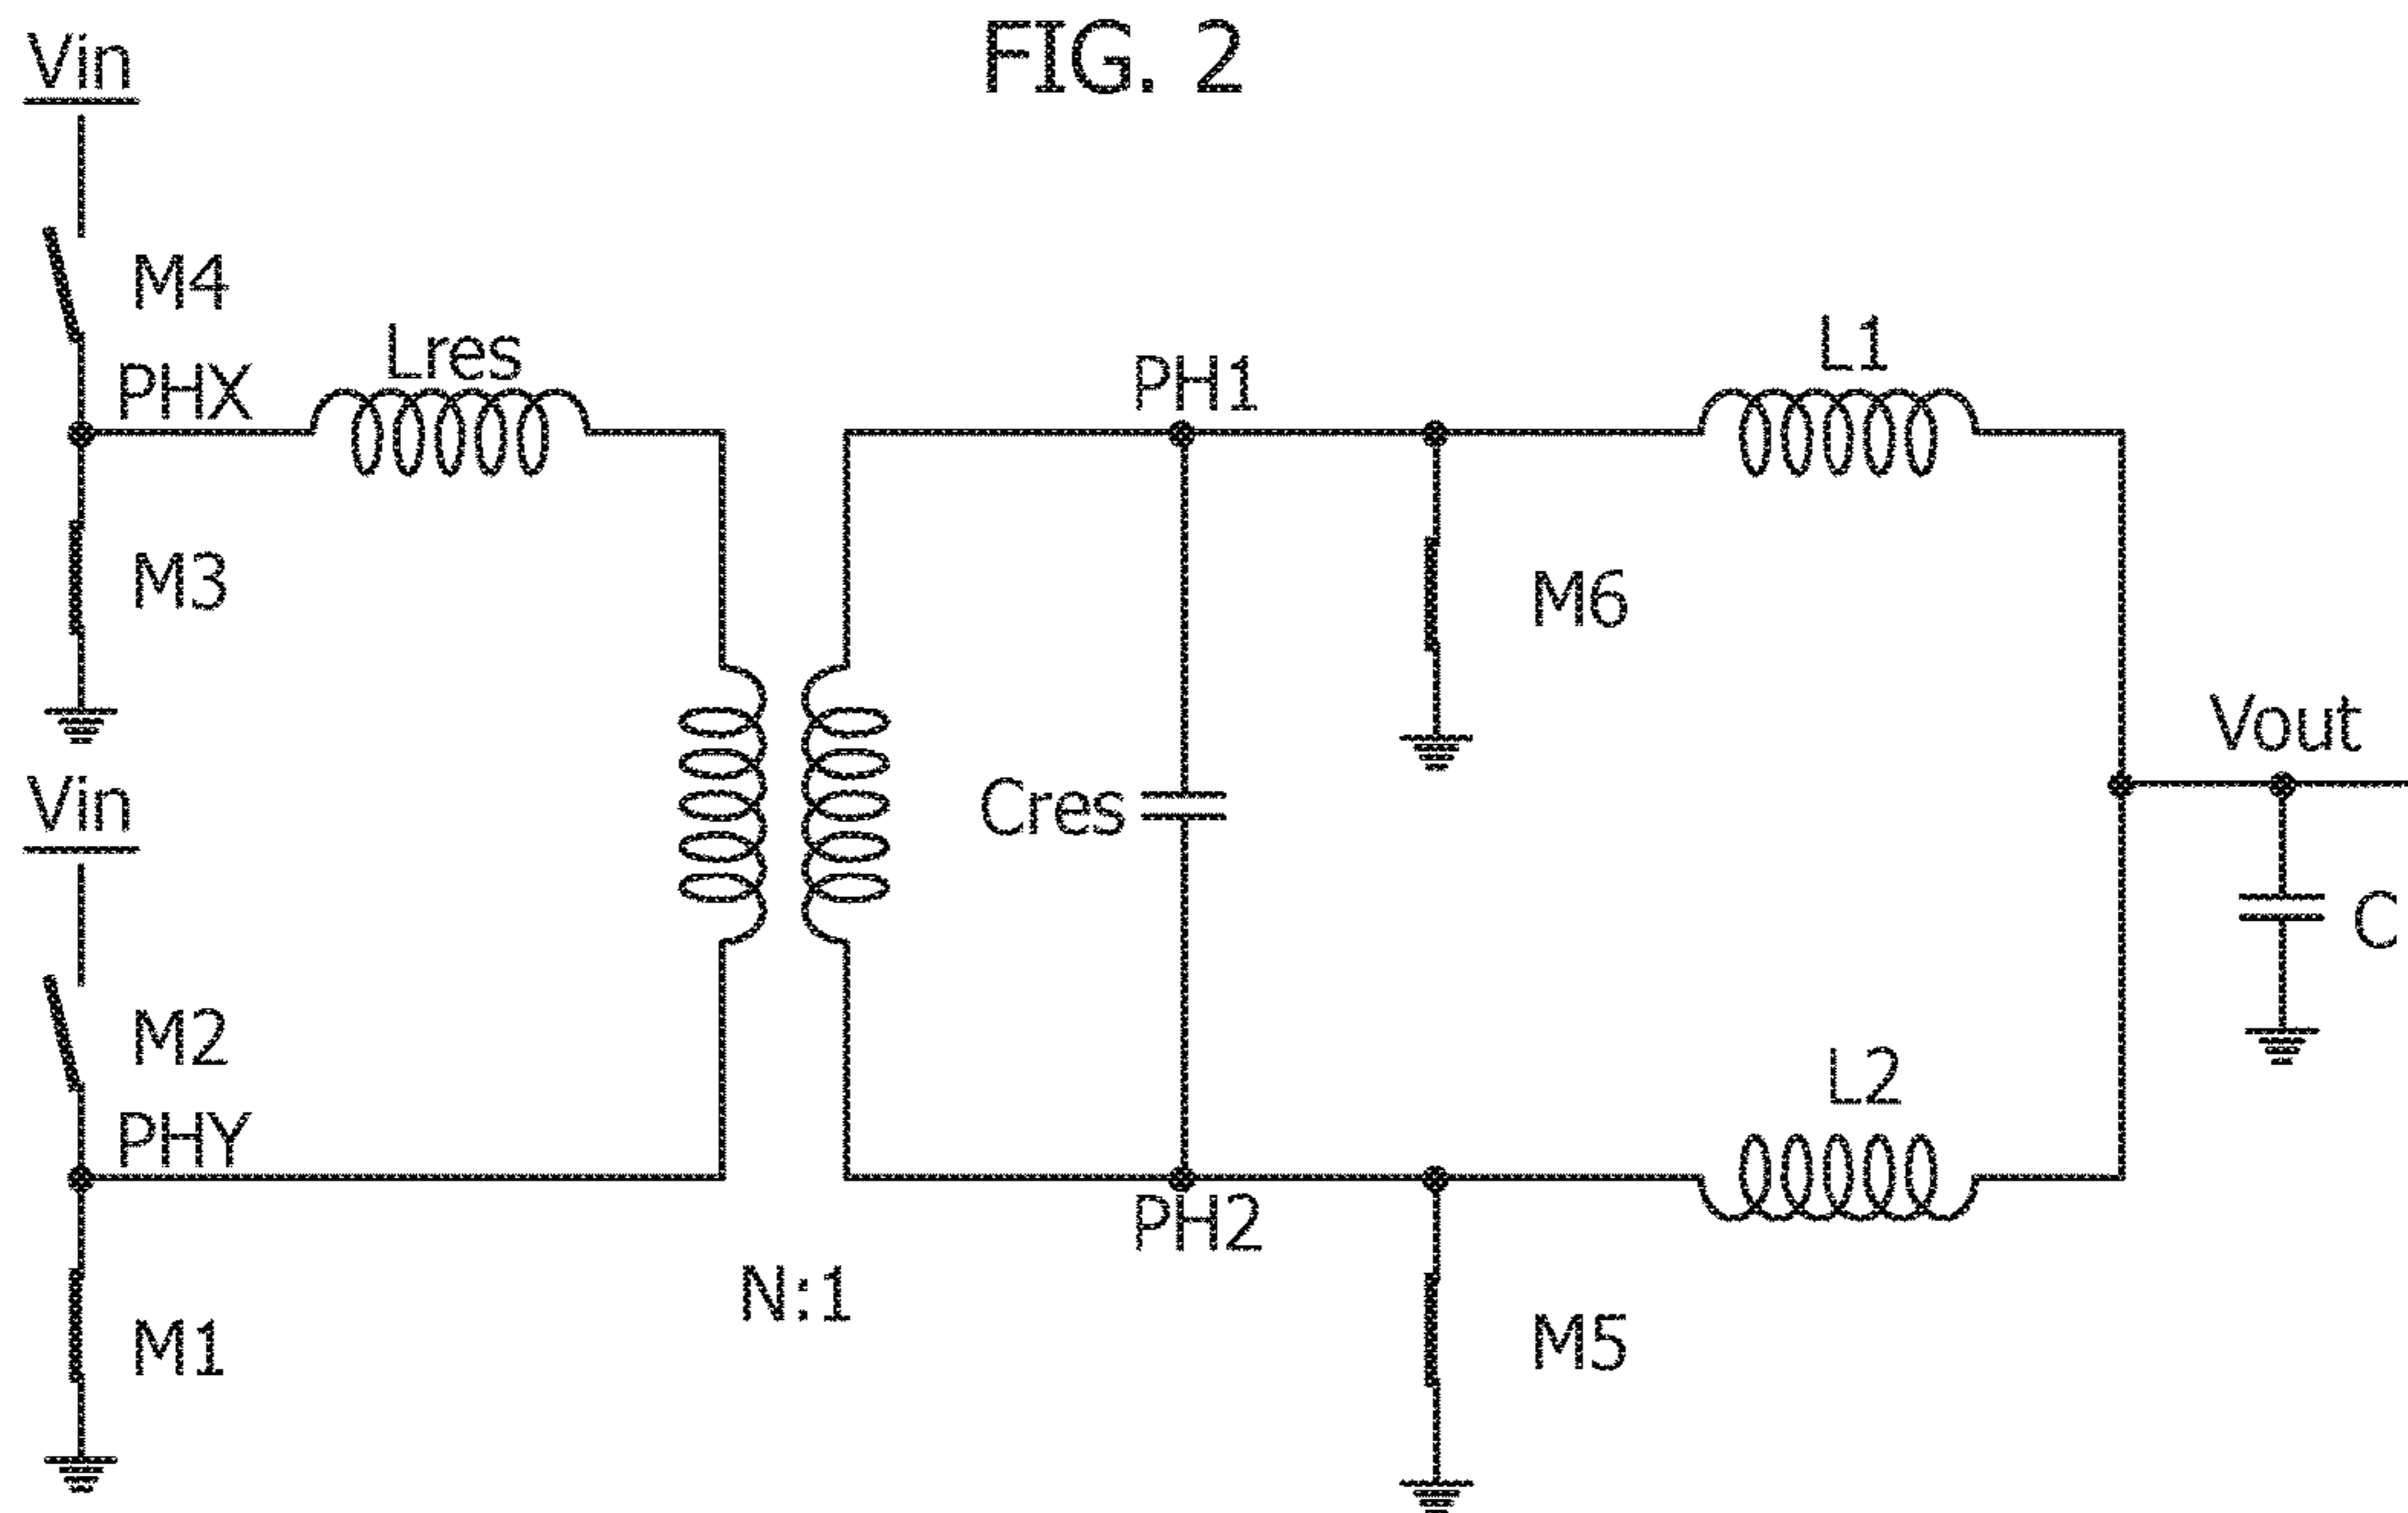 FIG. 2
Vin
M4
PHX
Lres
PH1
L1
M3
M6
Vin
Cres
Vout
C
M2
PHY
L2
PH2
N:1
M1
M5